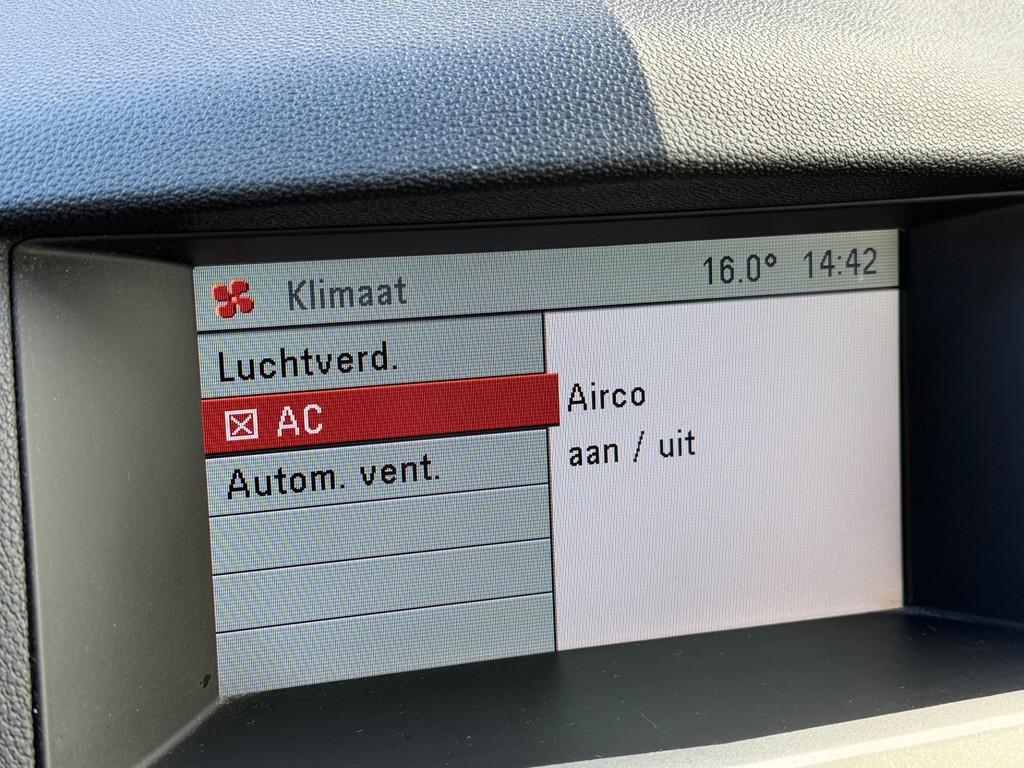 Klimaat 16.0° 14:42
Luchtverd.
AC
Autom. vent.
Airco
aan / uit